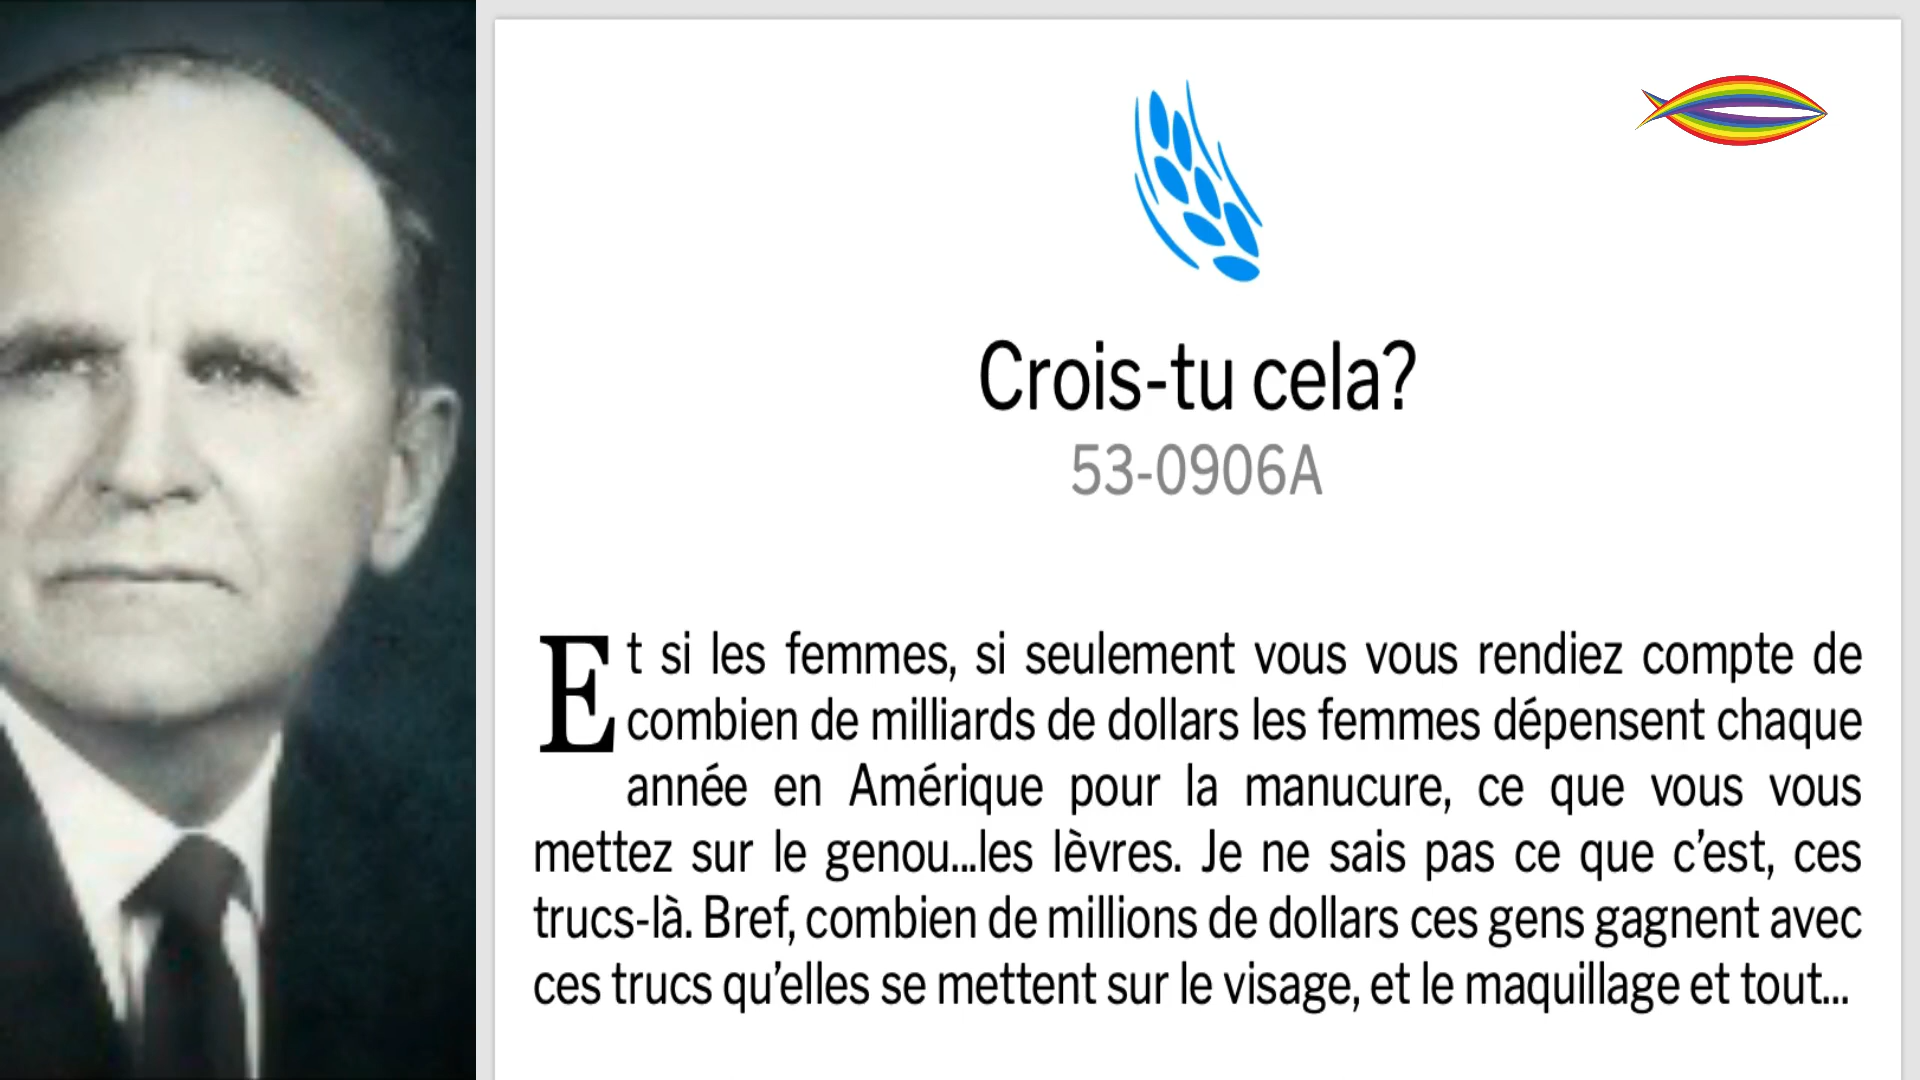 Crois-tu cela?
53-0906A
Et si les femmes, si seulement vous vous rendiez compte de
combien de milliards de dollars les femmes dépensent chaque
année en Amérique pour la manucure, ce que vous vous
mettez sur le genou...les lèvres. Je ne sais pas ce que c’est, ces
trucs-là. Bref, combien de millions de dollars ces gens gagnent avec
ces trucs qu’elles se mettent sur le visage, et le maquillage et tout...